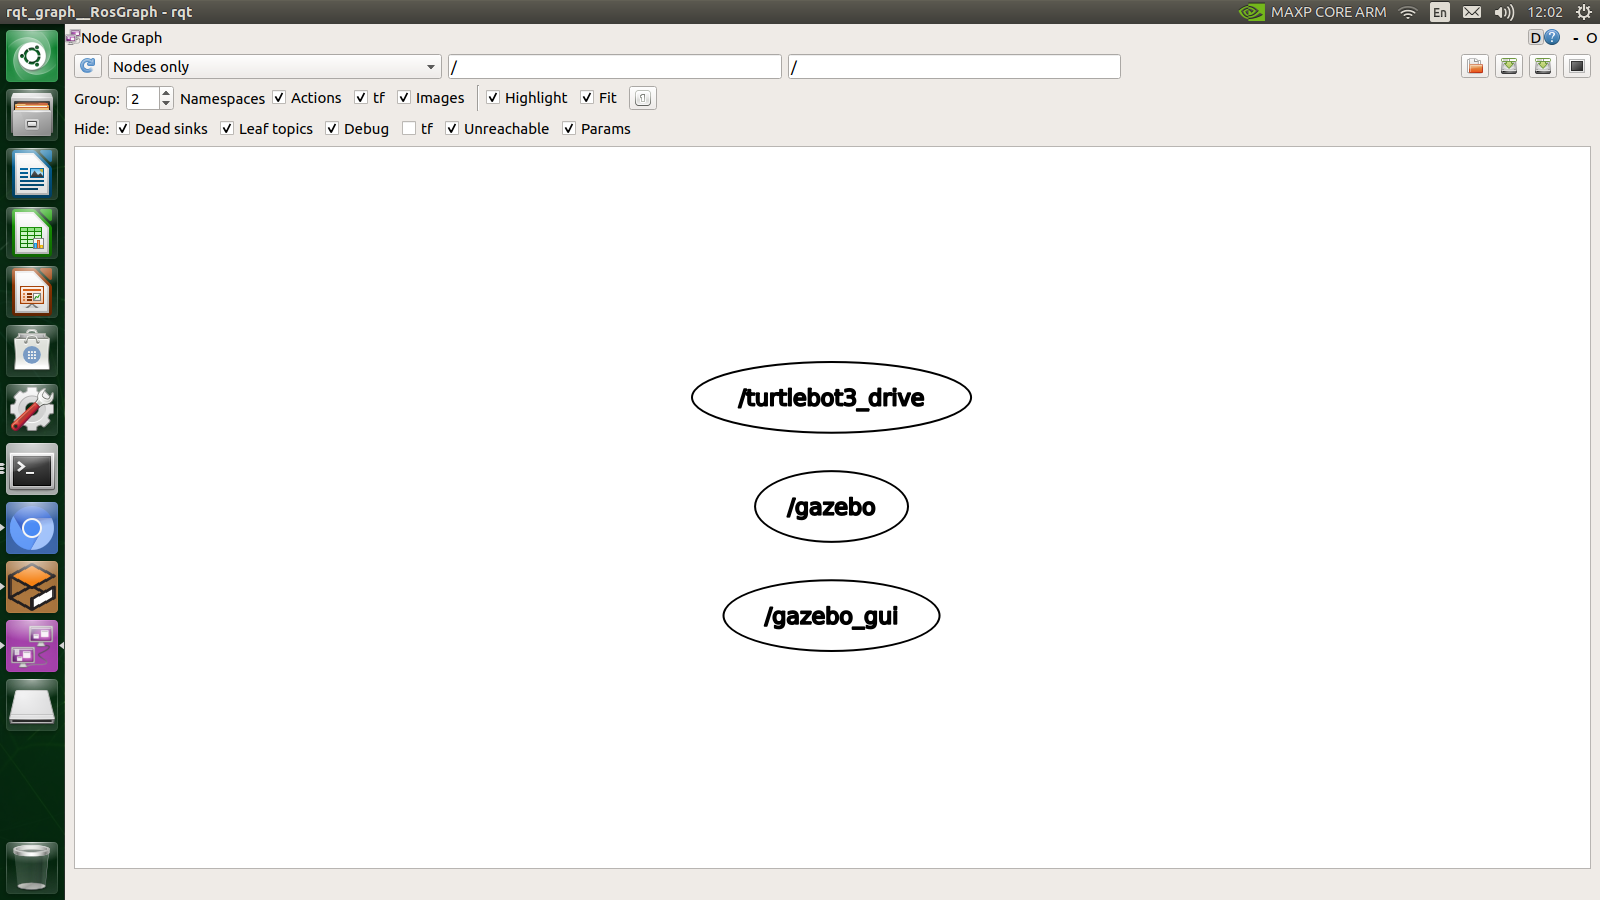 rqt_graph__RosGraph - rqt
MAXP CORE ARM En 12:02
Node Graph D ? - O
Nodes only / /
Group: 2 Namespaces Actions tf Images Highlight Fit
Hide: Dead sinks Leaf topics Debug tf Unreachable Params
/turtlebot3_drive
/gazebo
/gazebo_gui